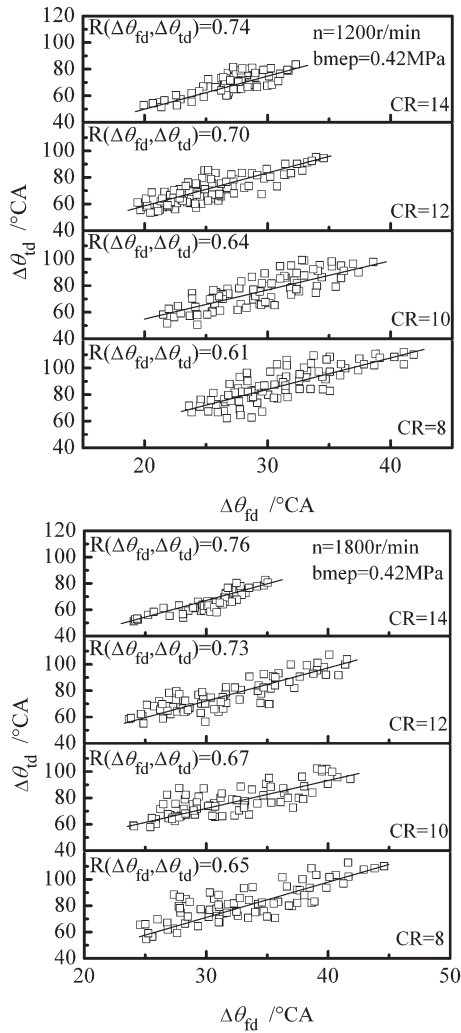 120
R(Δθfd,Δθtd)=0.74
n=1200r/min
100
bmep=0.42MPa
80
60
CR=14
40
R(Δθfd,Δθtd)=0.70
100
80
60
CR=12
40
R(Δθfd,Δθtd)=0.64
100
80
60
CR=10
40
R(Δθfd,Δθtd)=0.61
100
80
60
CR=8
40
Δθtd /°CA
20 30 40
Δθfd /°CA
120
R(Δθfd,Δθtd)=0.76
n=1800r/min
100
bmep=0.42MPa
80
60
CR=14
40
R(Δθfd,Δθtd)=0.73
100
80
60
CR=12
40
R(Δθfd,Δθtd)=0.67
100
80
60
CR=10
40
R(Δθfd,Δθtd)=0.65
100
80
60
CR=8
40
Δθtd /°CA
20 30 40 50
Δθfd /°CA